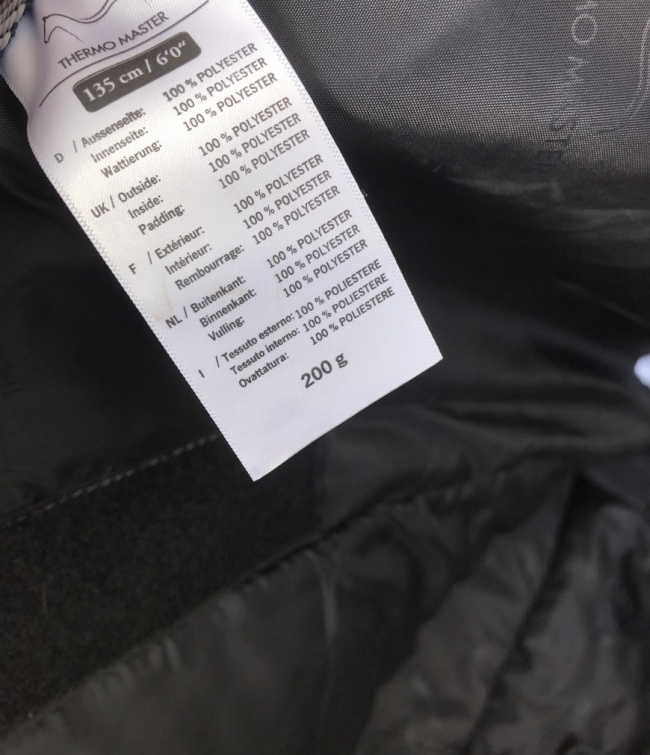 THERMO MASTER
135 cm / 6'0"
D / Aussenseite: 100 % POLYESTER
Innenseite: 100 % POLYESTER
Wattierung: 100 % POLYESTER
UK / Outside: 100 % POLYESTER
Inside: 100 % POLYESTER
Padding: 100 % POLYESTER
F / Extérieur: 100 % POLYESTER
Intérieur: 100 % POLYESTER
Rembourrage: 100 % POLYESTER
NL / Buitenkant: 100 % POLYESTER
Binnenkant: 100 % POLYESTER
Vulling: 100 % POLYESTER
I / Tessuto esterno: 100 % POLIESTERE
Tessuto interno: 100 % POLIESTERE
Ovattatura: 100 % POLIESTERE
200 g